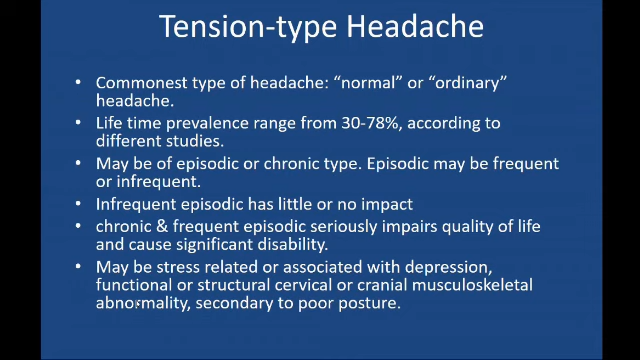 Tension-type Headache
• Commonest type of headache: “normal” or “ordinary”
headache.
• Life time prevalence range from 30-78%, according to
different studies.
• May be of episodic or chronic type. Episodic may be frequent
or infrequent.
• Infrequent episodic has little or no impact
• chronic & frequent episodic seriously impairs quality of life
and cause significant disability.
• May be stress related or associated with depression,
functional or structural cervical or cranial musculoskeletal
abnormality, secondary to poor posture.